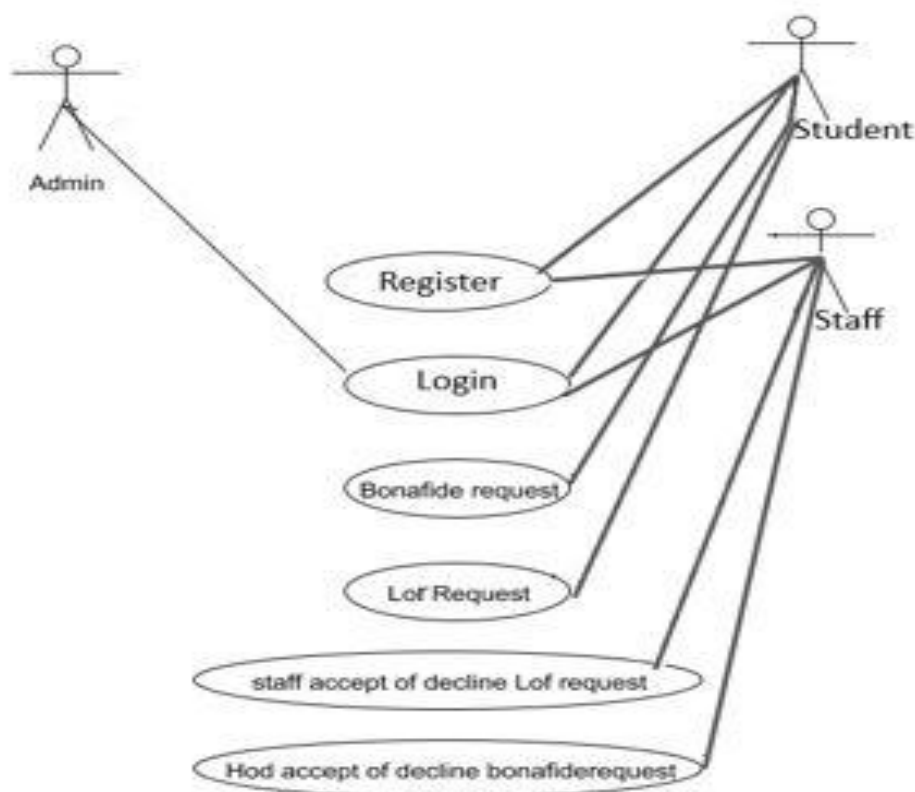 Student
Admin
Staff
Register
Login
Bonafide request
Lof Request
staff accept of decline Lof request
Hod accept of decline bonafiderequest